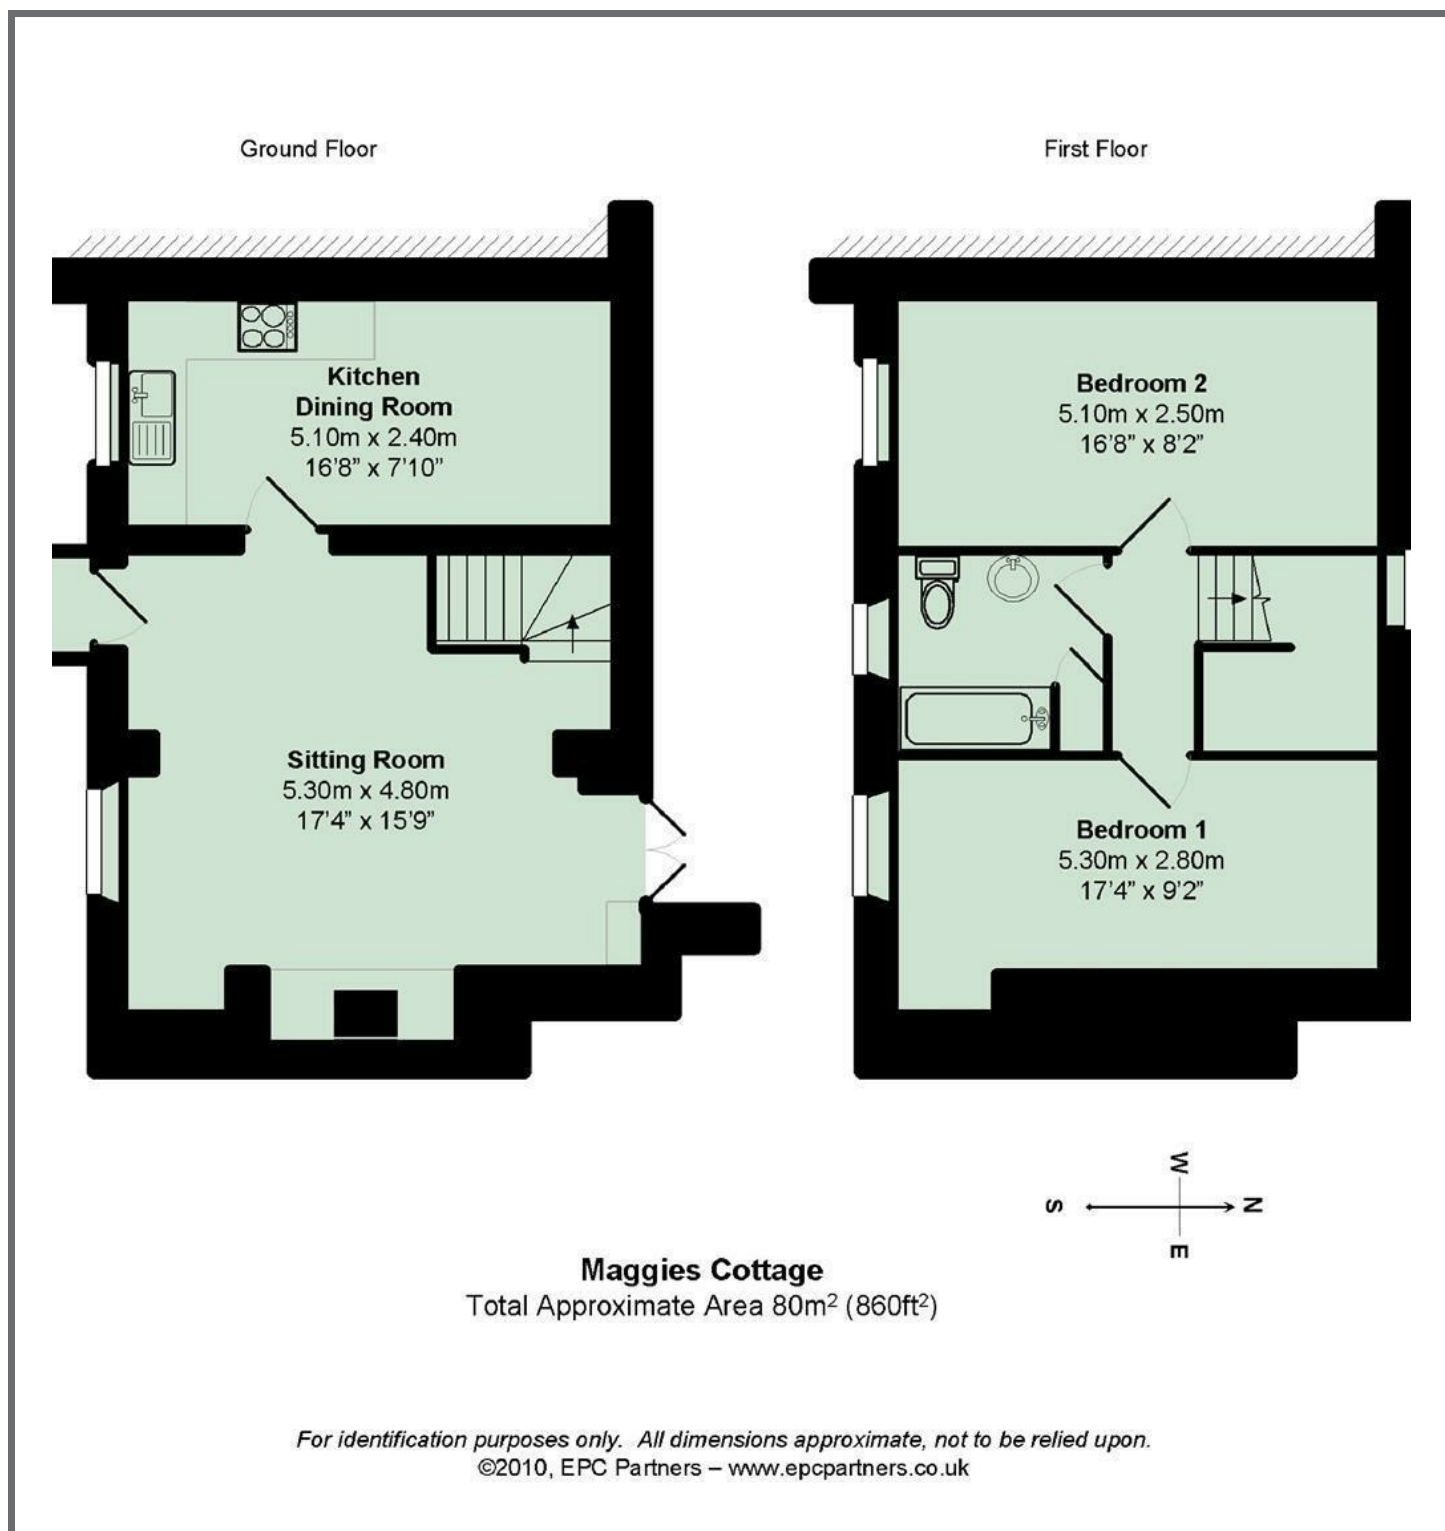 Ground Floor
First Floor
Kitchen
Dining Room
5.10m x 2.40m
16’8” x 7’10”
Bedroom 2
5.10m x 2.50m
16’8” x 8’2”
Sitting Room
5.30m x 4.80m
17’4” x 15’9”
Bedroom 1
5.30m x 2.80m
17’4” x 9’2”
W
S
N
E
Maggies Cottage
Total Approximate Area 80m² (860ft²)
For identification purposes only. All dimensions approximate, not to be relied upon.
©2010, EPC Partners – www.epcpartners.co.uk